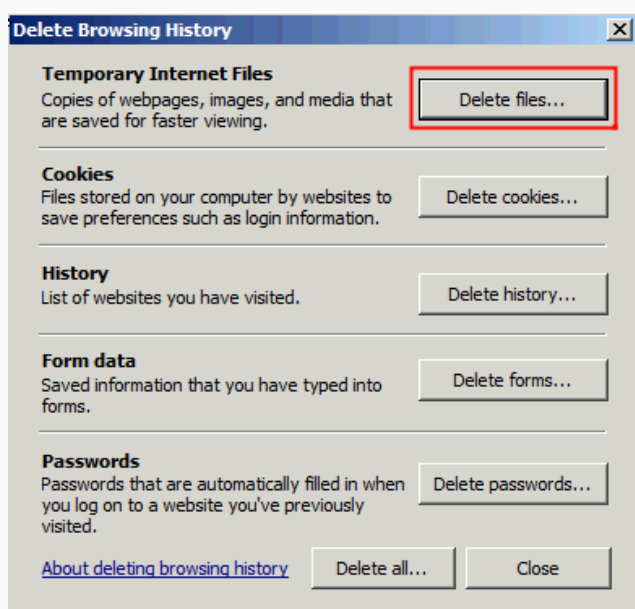 Delete Browsing History
Temporary Internet Files
Copies of webpages, images, and media that
are saved for faster viewing.
Delete files...
Cookies
Files stored on your computer by websites to
save preferences such as login information.
Delete cookies...
History
List of websites you have visited.
Delete history...
Form data
Saved information that you have typed into
forms.
Delete forms...
Passwords
Passwords that are automatically filled in when
you log on to a website you've previously
visited.
Delete passwords...
About deleting browsing history
Delete all...
Close